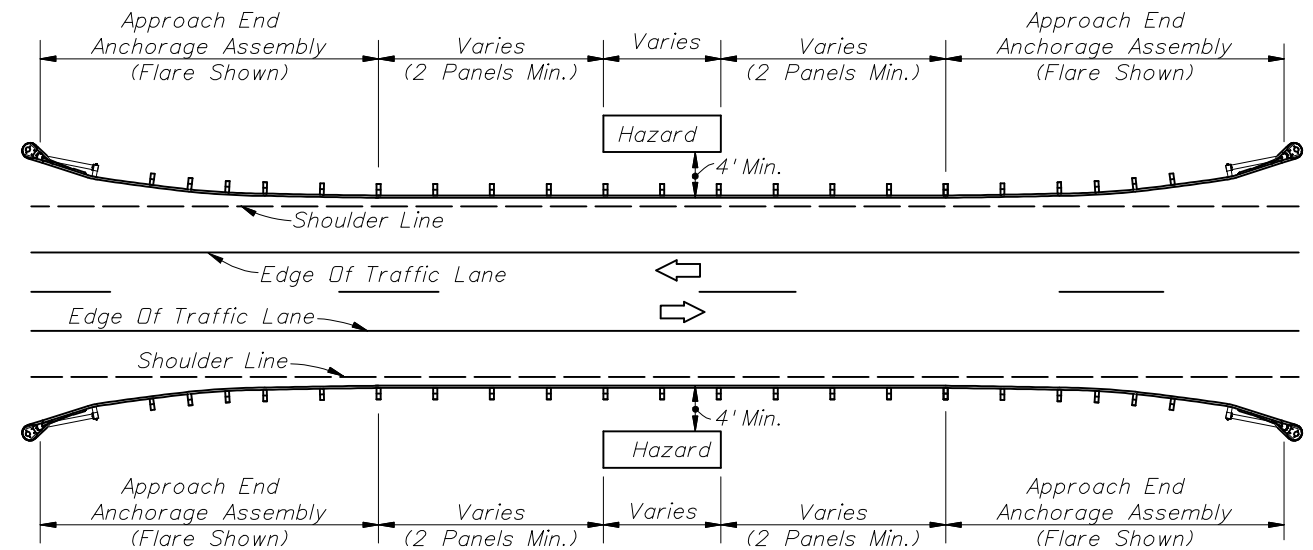 Approach End
Anchorage Assembly
(Flare Shown)
Varies
(2 Panels Min.)
Varies
Varies
(2 Panels Min.)
Approach End
Anchorage Assembly
(Flare Shown)
Hazard
4' Min.
Shoulder Line
Edge Of Traffic Lane
Edge Of Traffic Lane
Shoulder Line
4' Min.
Hazard
Approach End
Anchorage Assembly
(Flare Shown)
Varies
(2 Panels Min.)
Varies
Varies
(2 Panels Min.)
Approach End
Anchorage Assembly
(Flare Shown)